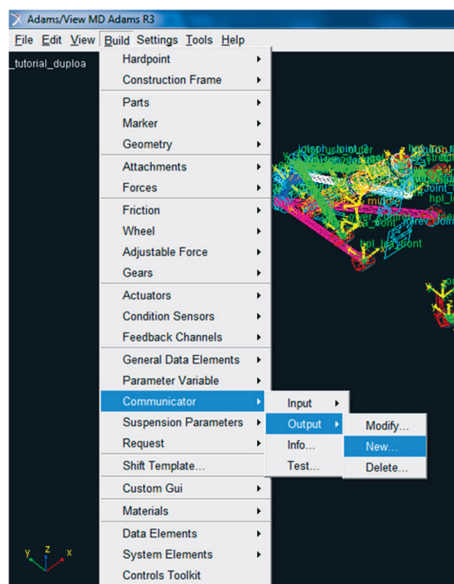 Adams/View MD Adams R3
File Edit View Build Settings Tools Help
_tutorial_duploa
Hardpoint
Construction Frame
Parts
Marker
Geometry
Attachments
Forces
Friction
Wheel
Adjustable Force
Gears
Actuators
Condition Sensors
Feedback Channels
General Data Elements
Parameter Variable
Communicator
Suspension Parameters
Request
Shift Template...
Custom Gui
Materials
Data Elements
System Elements
Controls Toolkit
Input
Output
Info...
Test...
Modify...
New...
Delete...
y z x